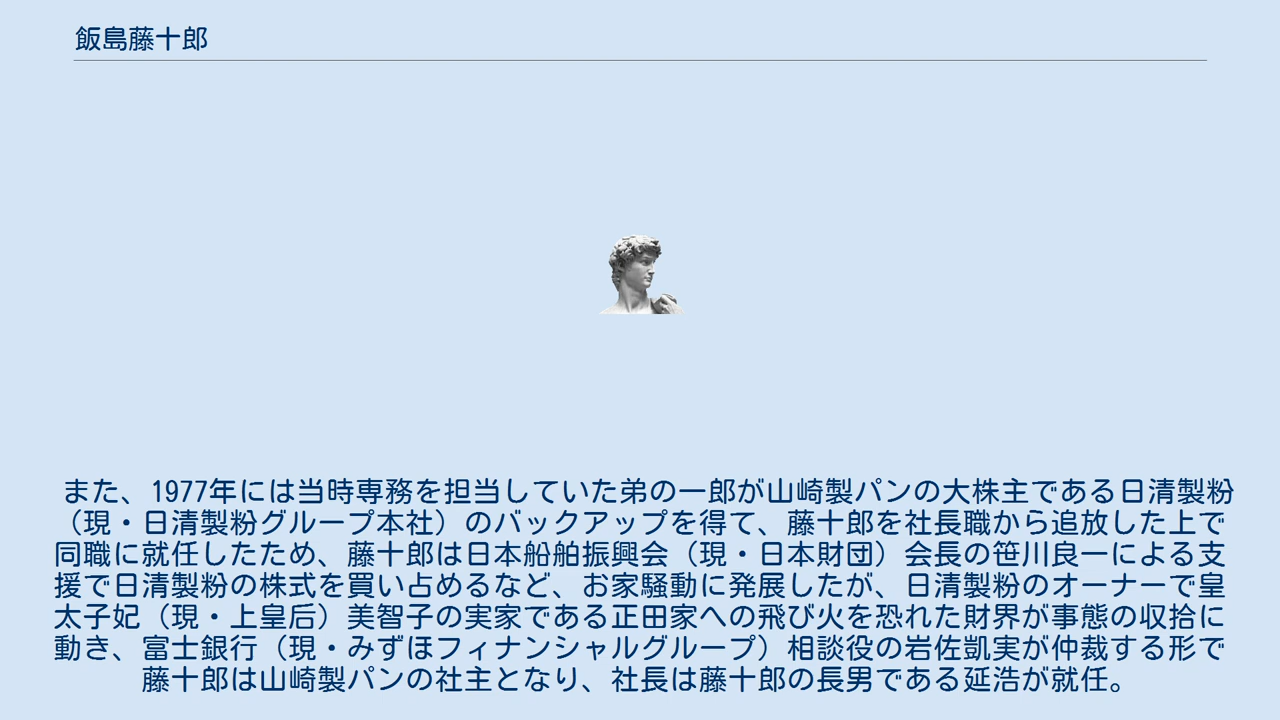 飯島藤十郎
また、1977年には当時専務を担当していた弟の一郎が山崎製パンの大株主である日清製粉
（現・日清製粉グループ本社）のバックアップを得て、藤十郎を社長職から追放した上で
同職に就任したため、藤十郎は日本船舶振興会（現・日本財団）会長の笹川良一による支
援で日清製粉の株式を買い占めるなど、お家騒動に発展したが、日清製粉のオーナーで皇
太子妃（現・上皇后）美智子の実家である正田家への飛び火を恐れた財界が事態の収拾に
動き、富士銀行（現・みずほフィナンシャルグループ）相談役の岩佐凱実が仲裁する形で
藤十郎は山崎製パンの社主となり、社長は藤十郎の長男である延浩が就任。